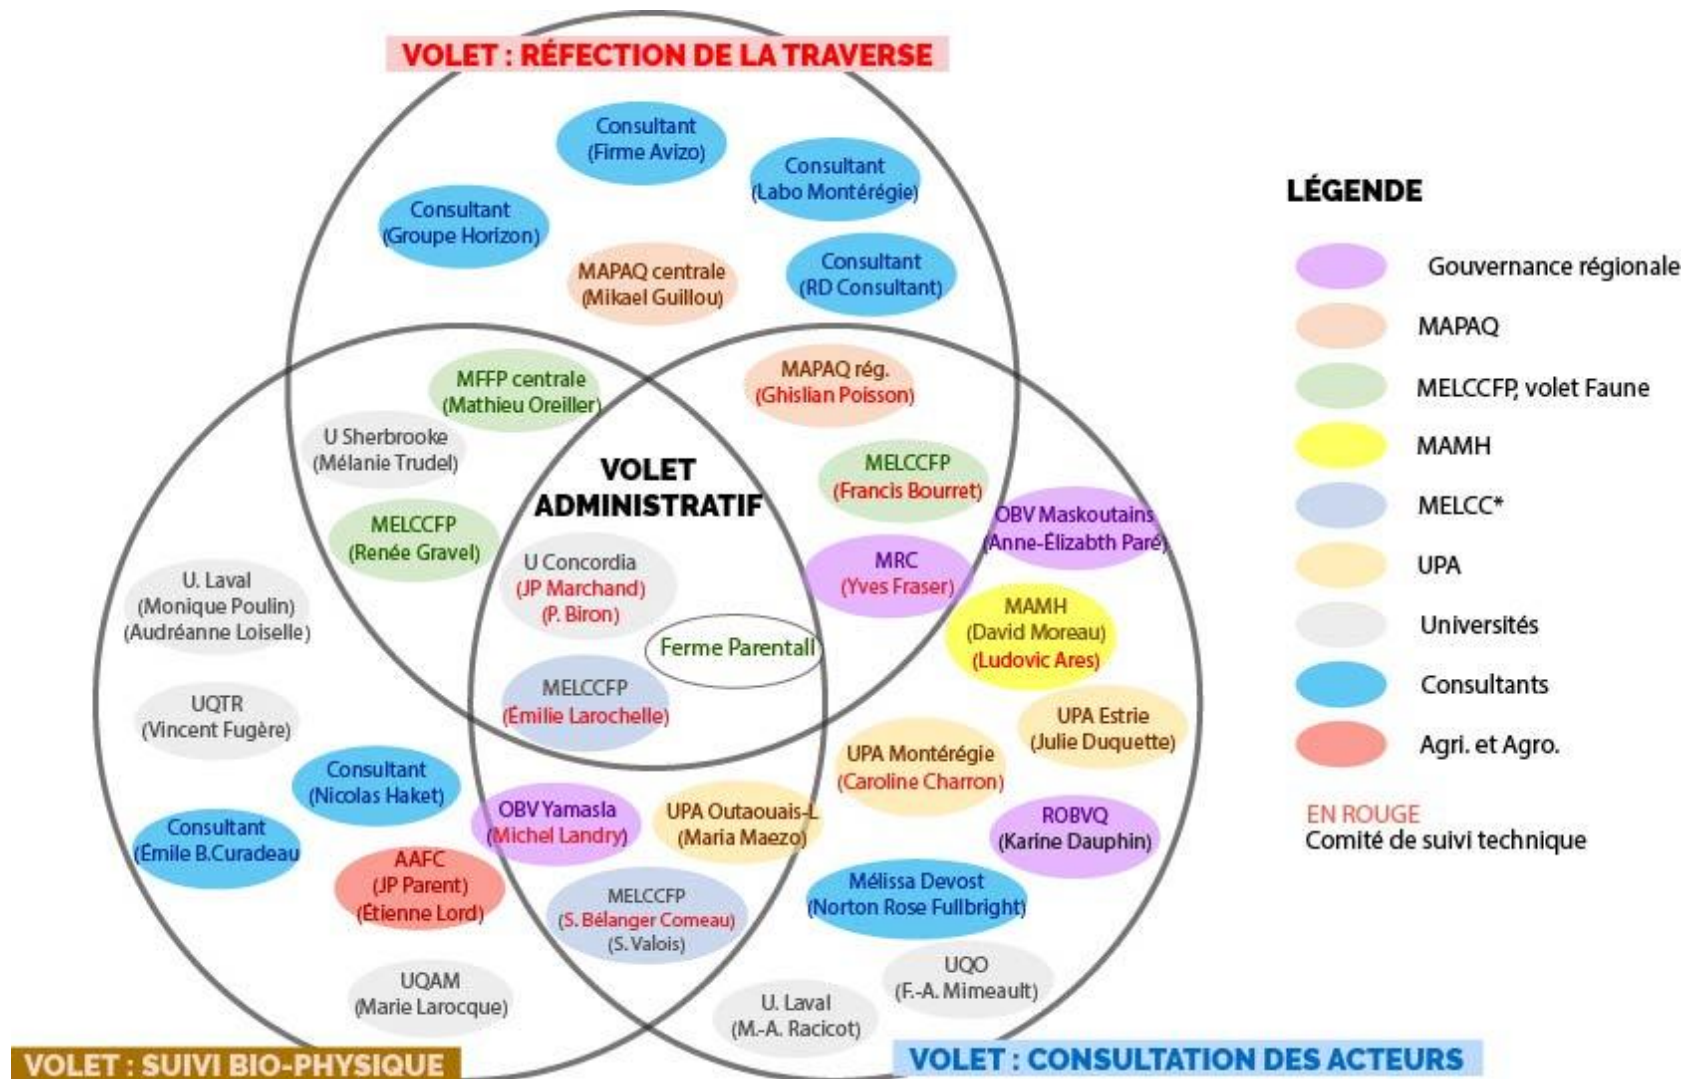 VOLET : RÉFECTION DE LA TRAVERSE
Consultant
(Firme Avizo)
Consultant
(Labo Montérégie)
Consultant
(Groupe Horizon)
MAPAQ centrale
(Mikael Guillou)
Consultant
(RD Consultant)
MFFP centrale
(Mathieu Oreiller)
U Sherbrooke
(Mélanie Trudel)
MELCCFP
(Renée Gravel)
MAPAQ rég.
(Ghislian Poisson)
MELCCFP
(Francis Bourret)
MRC
(Yves Fraser)
VOLET
ADMINISTRATIF
U Concordia
(JP Marchand)
(P. Biron)
Ferme Parentall
MELCCFP
(Émilie Larochelle)
OBV Maskoutains
(Anne-Élizabth Paré)
MAMH
(David Moreau)
(Ludovic Ares)
UPA Estrie
(Julie Duquette)
UPA Montérégie
(Caroline Charron)
ROBVQ
(Karine Dauphin)
Mélissa Devost
(Norton Rose Fullbright)
UQO
(F.-A. Mimeault)
U. Laval
(M.-A. Racicot)
U. Laval
(Monique Poulin)
(Audréanne Loiselle)
UQTR
(Vincent Fugère)
Consultant
(Nicolas Haket)
Consultant
(Émile B.Curadeau
AAFC
(JP Parent)
(Étienne Lord)
UQAM
(Marie Larocque)
OBV Yamasla
(Michel Landry)
UPA Outaouais-L
(Maria Maezo)
MELCCFP
(S. Bélanger Comeau)
(S. Valois)
VOLET : SUIVI BIO-PHYSIQUE
VOLET : CONSULTATION DES ACTEURS
LÉGENDE
Gouvernance régionale
MAPAQ
MELCCFP, volet Faune
MAMH
MELCC*
UPA
Universités
Consultants
Agri. et Agro.
EN ROUGE
Comité de suivi technique